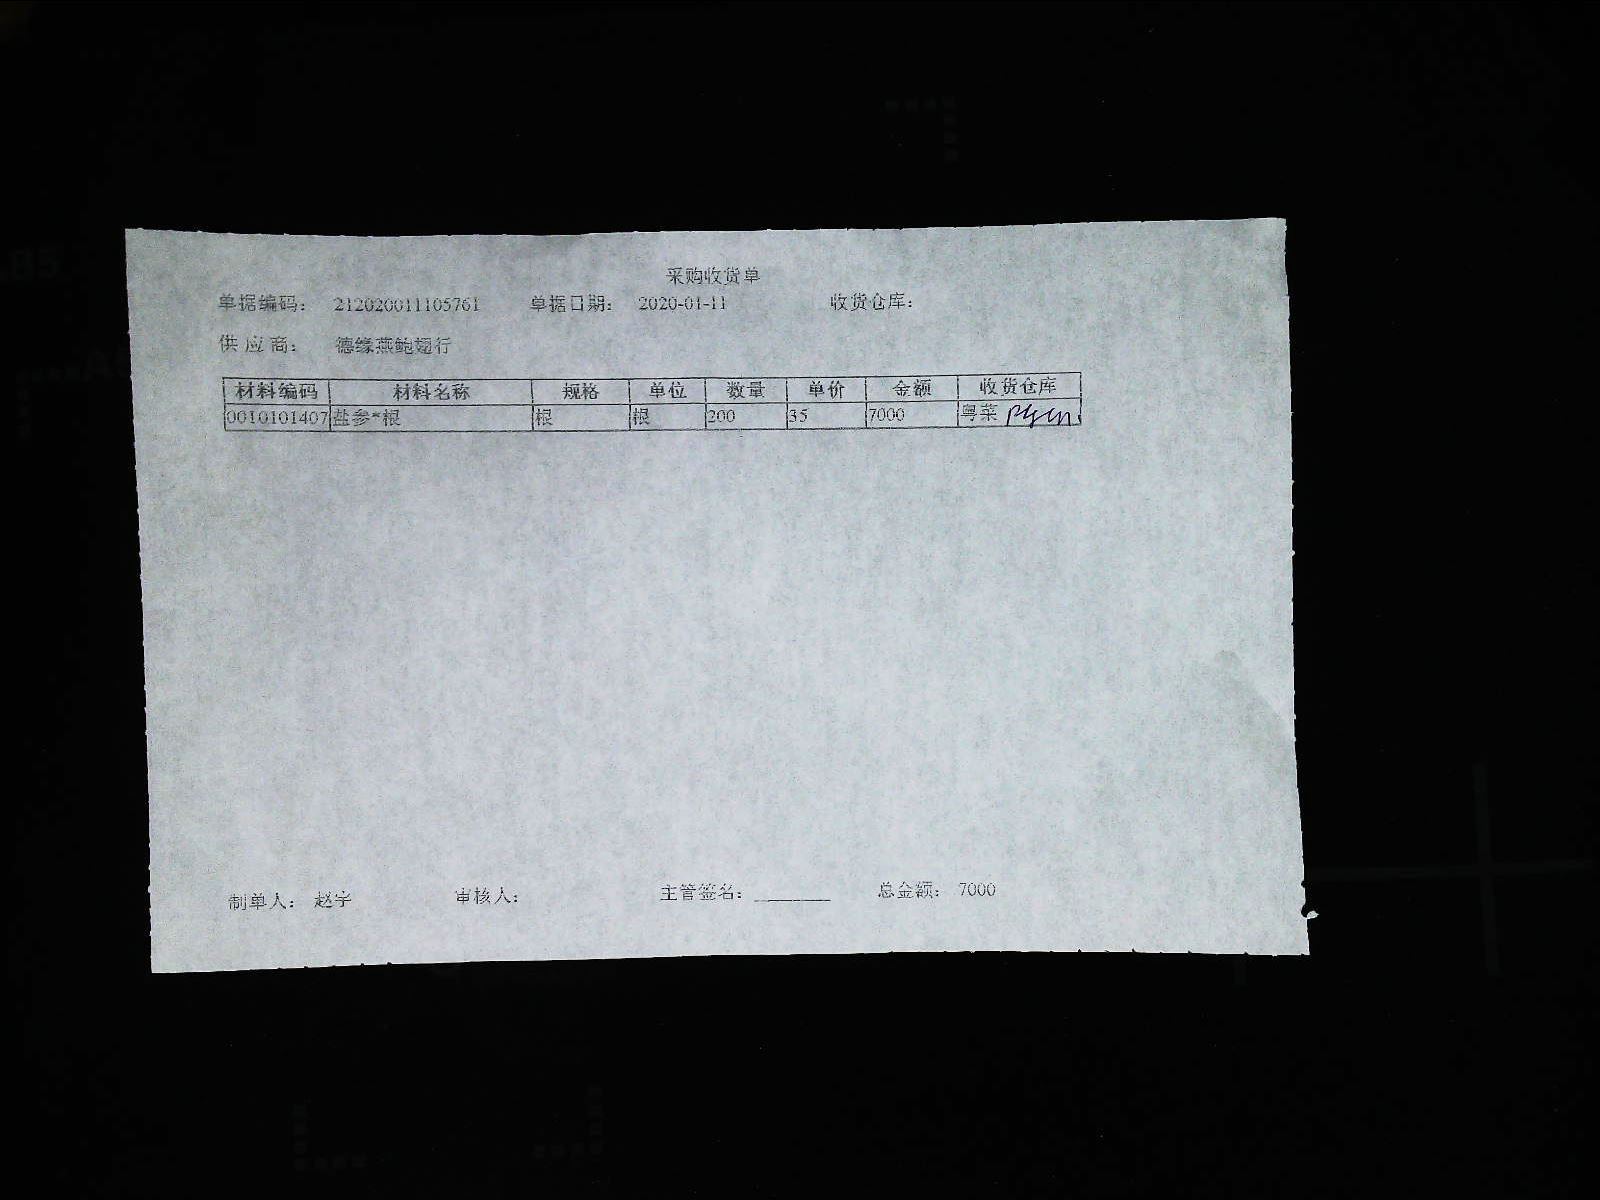 采购收货单
单据编码： 212020011105761 单据日期： 2020-01-11 收货仓库：
供应商： 德缘燕鲍翅行
材料编码 材料名称 规格 单位 数量 单价 金额 收货仓库
0010101407 盐参*根 根 根 200 35 7000 粤菜
制单人： 赵宇 审核人： 主管签名： 总金额： 7000